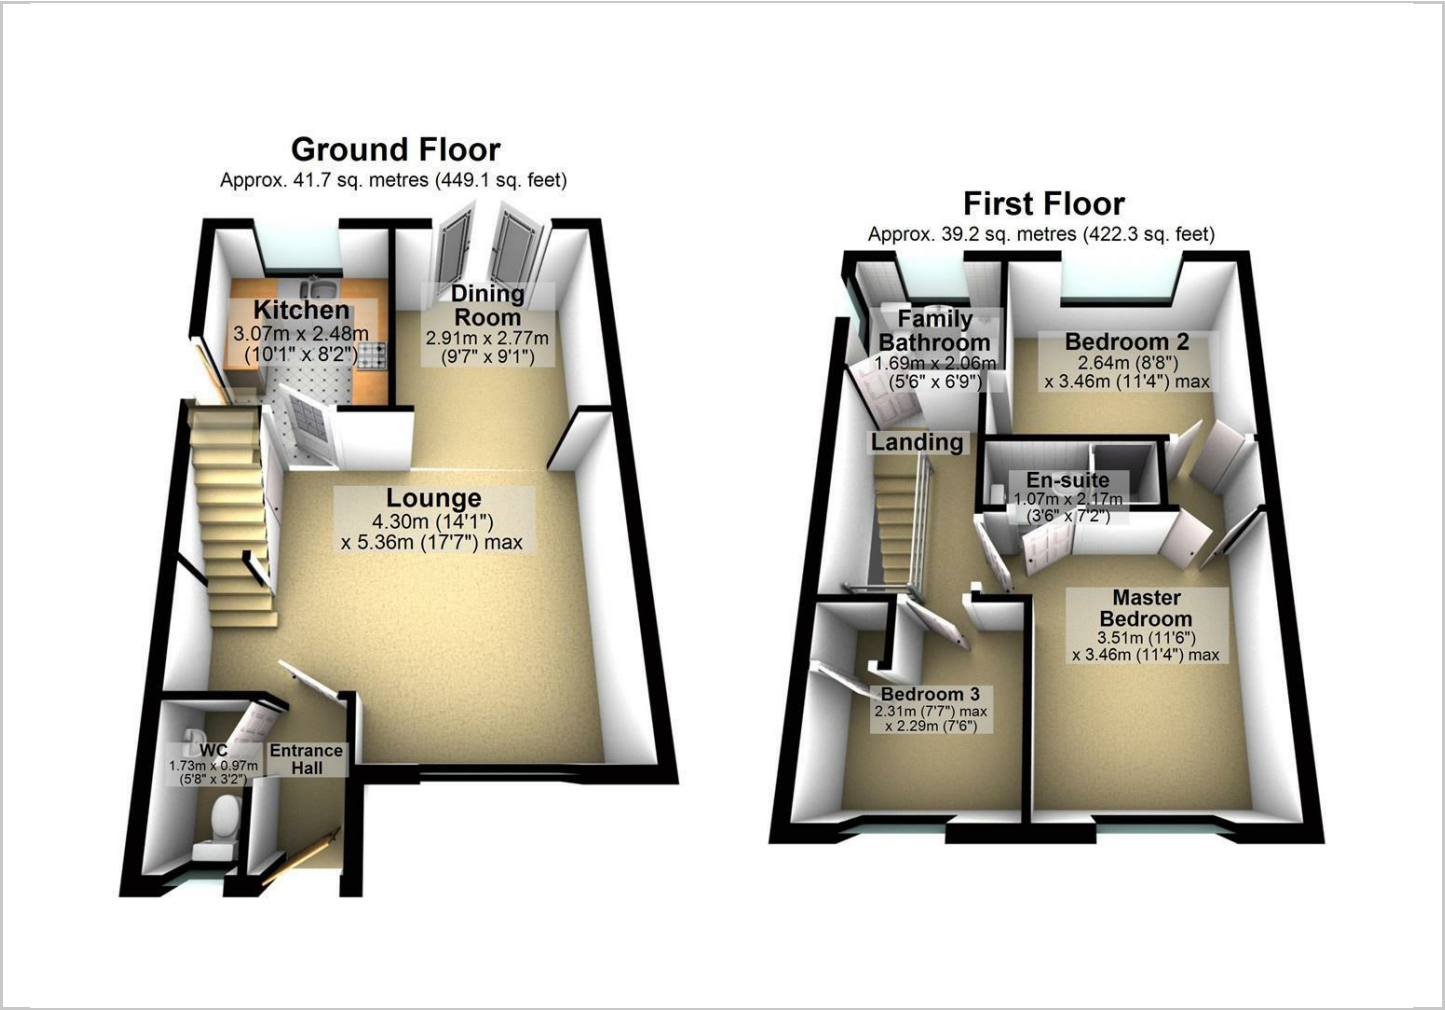 Ground Floor
Approx. 41.7 sq. metres (449.1 sq. feet)
Kitchen
3.07m x 2.48m
(10'1" x 8'2")
Dining
Room
2.91m x 2.77m
(9'7" x 9'1")
Lounge
4.30m (14'1")
x 5.36m (17'7") max
WC
1.73m x 0.97m
(5'8" x 3'2")
Entrance
Hall
First Floor
Approx. 39.2 sq. metres (422.3 sq. feet)
Family
Bathroom
1.69m x 2.06m
(5'6" x 6'9")
Bedroom 2
2.64m (8'8")
x 3.46m (11'4") max
Landing
En-suite
1.07m x 2.17m
(3'6" x 7'2")
Master
Bedroom
3.51m (11'6")
x 3.46m (11'4") max
Bedroom 3
2.31m (7'7") max
x 2.29m (7'6")